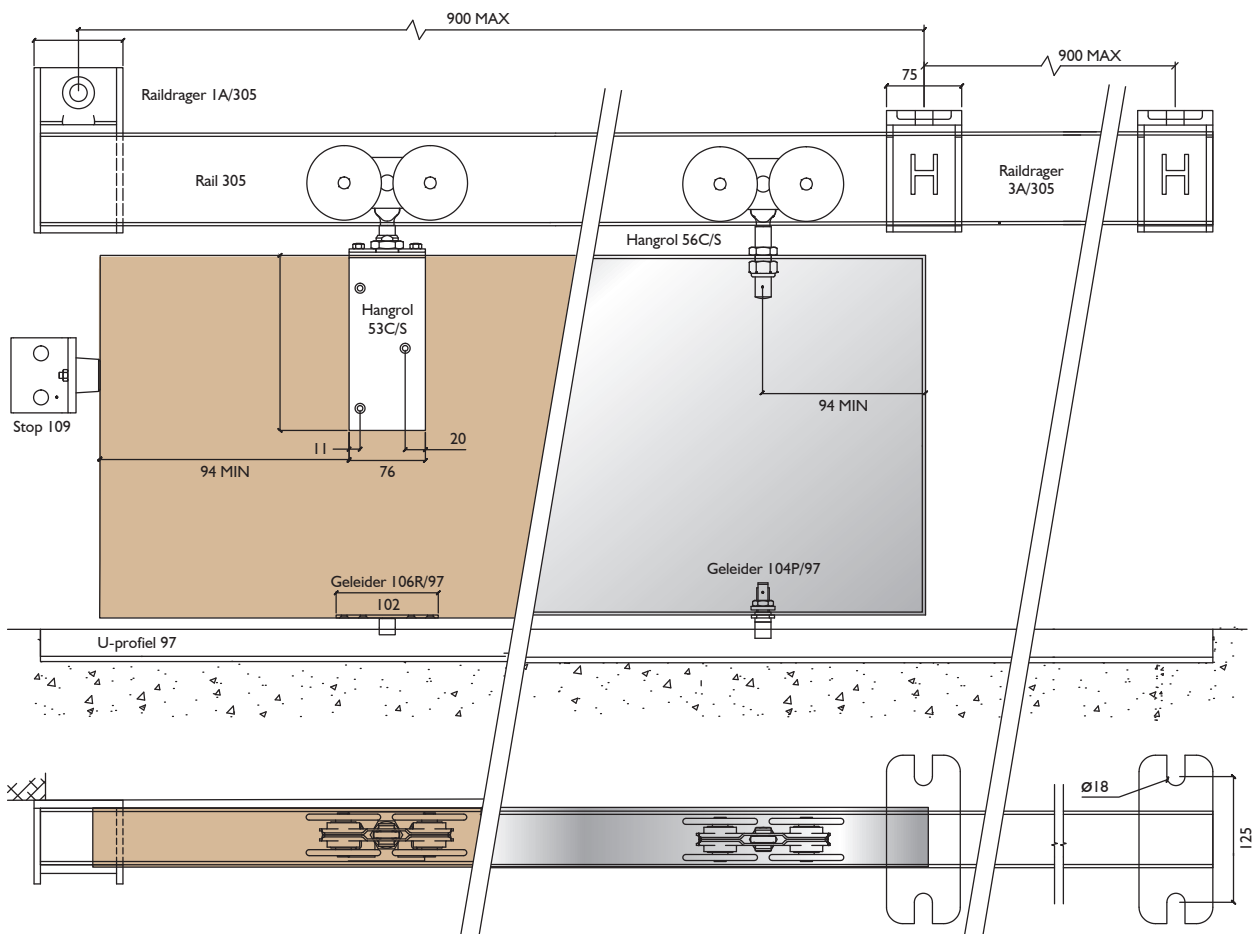 900 MAX
900 MAX
75
Raildrager 1A/305
Rail 305
H
Raildrager
3A/305
H
Hangrol 56C/S
Hangrol
53C/S
Stop 109
94 MIN
11
76
20
94 MIN
Geleider 106R/97
102
Geleider 104P/97
U-profiel 97
Ø18
125